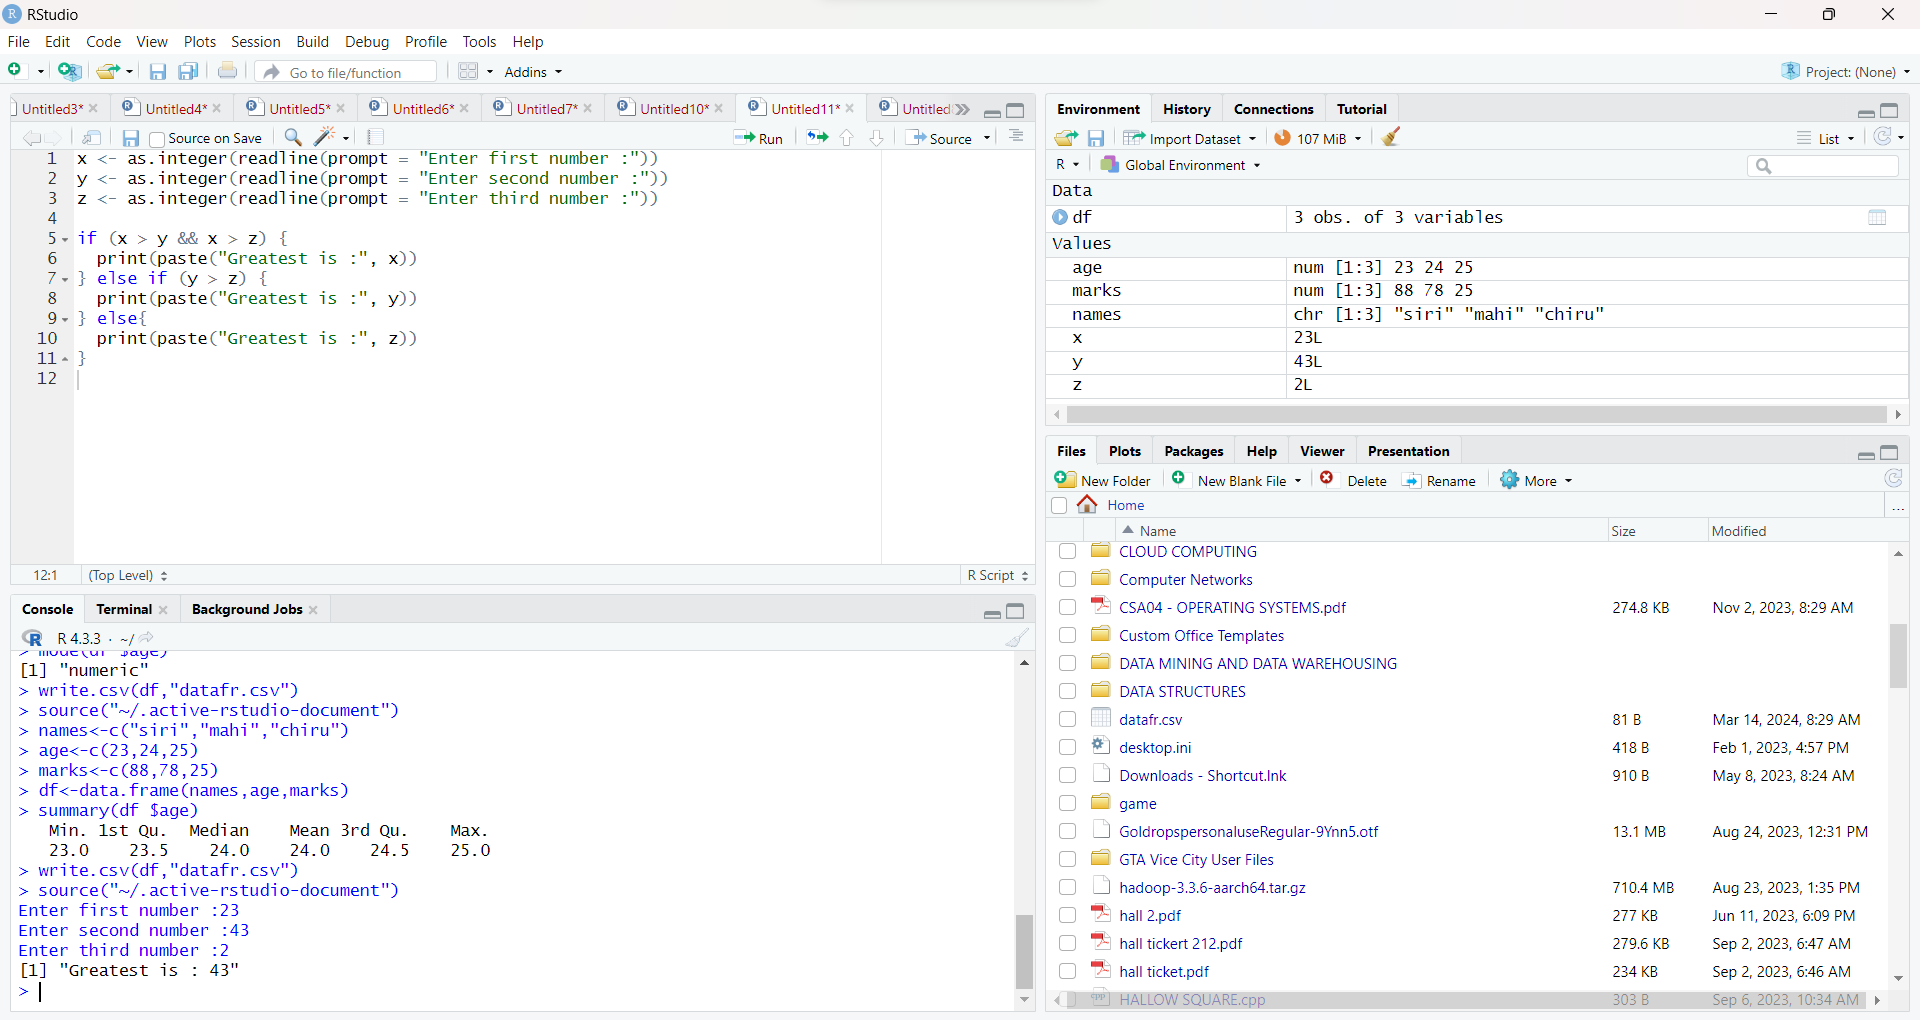 RStudio
File Edit Code View Plots Session Build Debug Profile Tools Help
Go to file/function Addins Project: (None)
Untitled3* Untitled4* Untitled5* Untitled6* Untitled7* Untitled10* Untitled11* Untitled
Source on Save Run Source
1 x <- as.integer(readline(prompt = "Enter first number :"))
2 y <- as.integer(readline(prompt = "Enter second number :"))
3 z <- as.integer(readline(prompt = "Enter third number :"))
4
5 if (x > y && x > z) {
6 print(paste("Greatest is :", x))
7 } else if (y > z) {
8 print(paste("Greatest is :", y))
9 } else{
10 print(paste("Greatest is :", z))
11 }
12
12:1 (Top Level) R Script
Console Terminal Background Jobs
R 4.3.3 · ~/
> mode(df $age)
[1] "numeric"
> write.csv(df,"datafr.csv")
> source("~/.active-rstudio-document")
> names<-c("siri","mahi","chiru")
> age<-c(23,24,25)
> marks<-c(88,78,25)
> df<-data.frame(names,age,marks)
> summary(df $age)
Min. 1st Qu. Median Mean 3rd Qu. Max.
23.0 23.5 24.0 24.0 24.5 25.0
> write.csv(df,"datafr.csv")
> source("~/.active-rstudio-document")
Enter first number :23
Enter second number :43
Enter third number :2
[1] "Greatest is : 43"
>
Environment History Connections Tutorial
Import Dataset 107 MiB List
R Global Environment
Data
df 3 obs. of 3 variables
Values
age num [1:3] 23 24 25
marks num [1:3] 88 78 25
names chr [1:3] "siri" "mahi" "chiru"
x 23L
y 43L
z 2L
Files Plots Packages Help Viewer Presentation
New Folder New Blank File Delete Rename More
Home ...
Name Size Modified
CLOUD COMPUTING
Computer Networks
CSA04 - OPERATING SYSTEMS.pdf 274.8 KB Nov 2, 2023, 8:29 AM
Custom Office Templates
DATA MINING AND DATA WAREHOUSING
DATA STRUCTURES
datafr.csv 81 B Mar 14, 2024, 8:29 AM
desktop.ini 418 B Feb 1, 2023, 4:57 PM
Downloads - Shortcut.lnk 910 B May 8, 2023, 8:24 AM
game
GoldropspersonaluseRegular-9Ynn5.otf 13.1 MB Aug 24, 2023, 12:31 PM
GTA Vice City User Files
hadoop-3.3.6-aarch64.tar.gz 710.4 MB Aug 23, 2023, 1:35 PM
hall 2.pdf 277 KB Jun 11, 2023, 6:09 PM
hall tickert 212.pdf 279.6 KB Sep 2, 2023, 6:47 AM
hall ticket.pdf 234 KB Sep 2, 2023, 6:46 AM
HALLOW SQUARE.cpp 303 B Sep 6, 2023, 10:34 AM